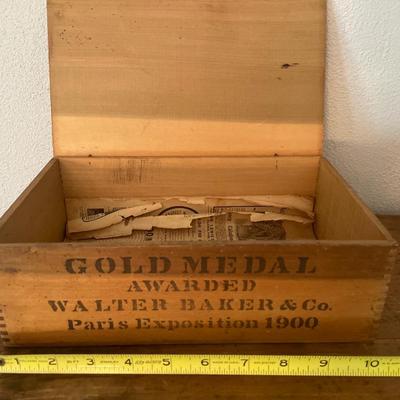 GOLD MEDAL
AWARDED
WALTER BAKER & Co.
Paris Exposition 1900
1 2 3 4 5 6 7 8 9 10